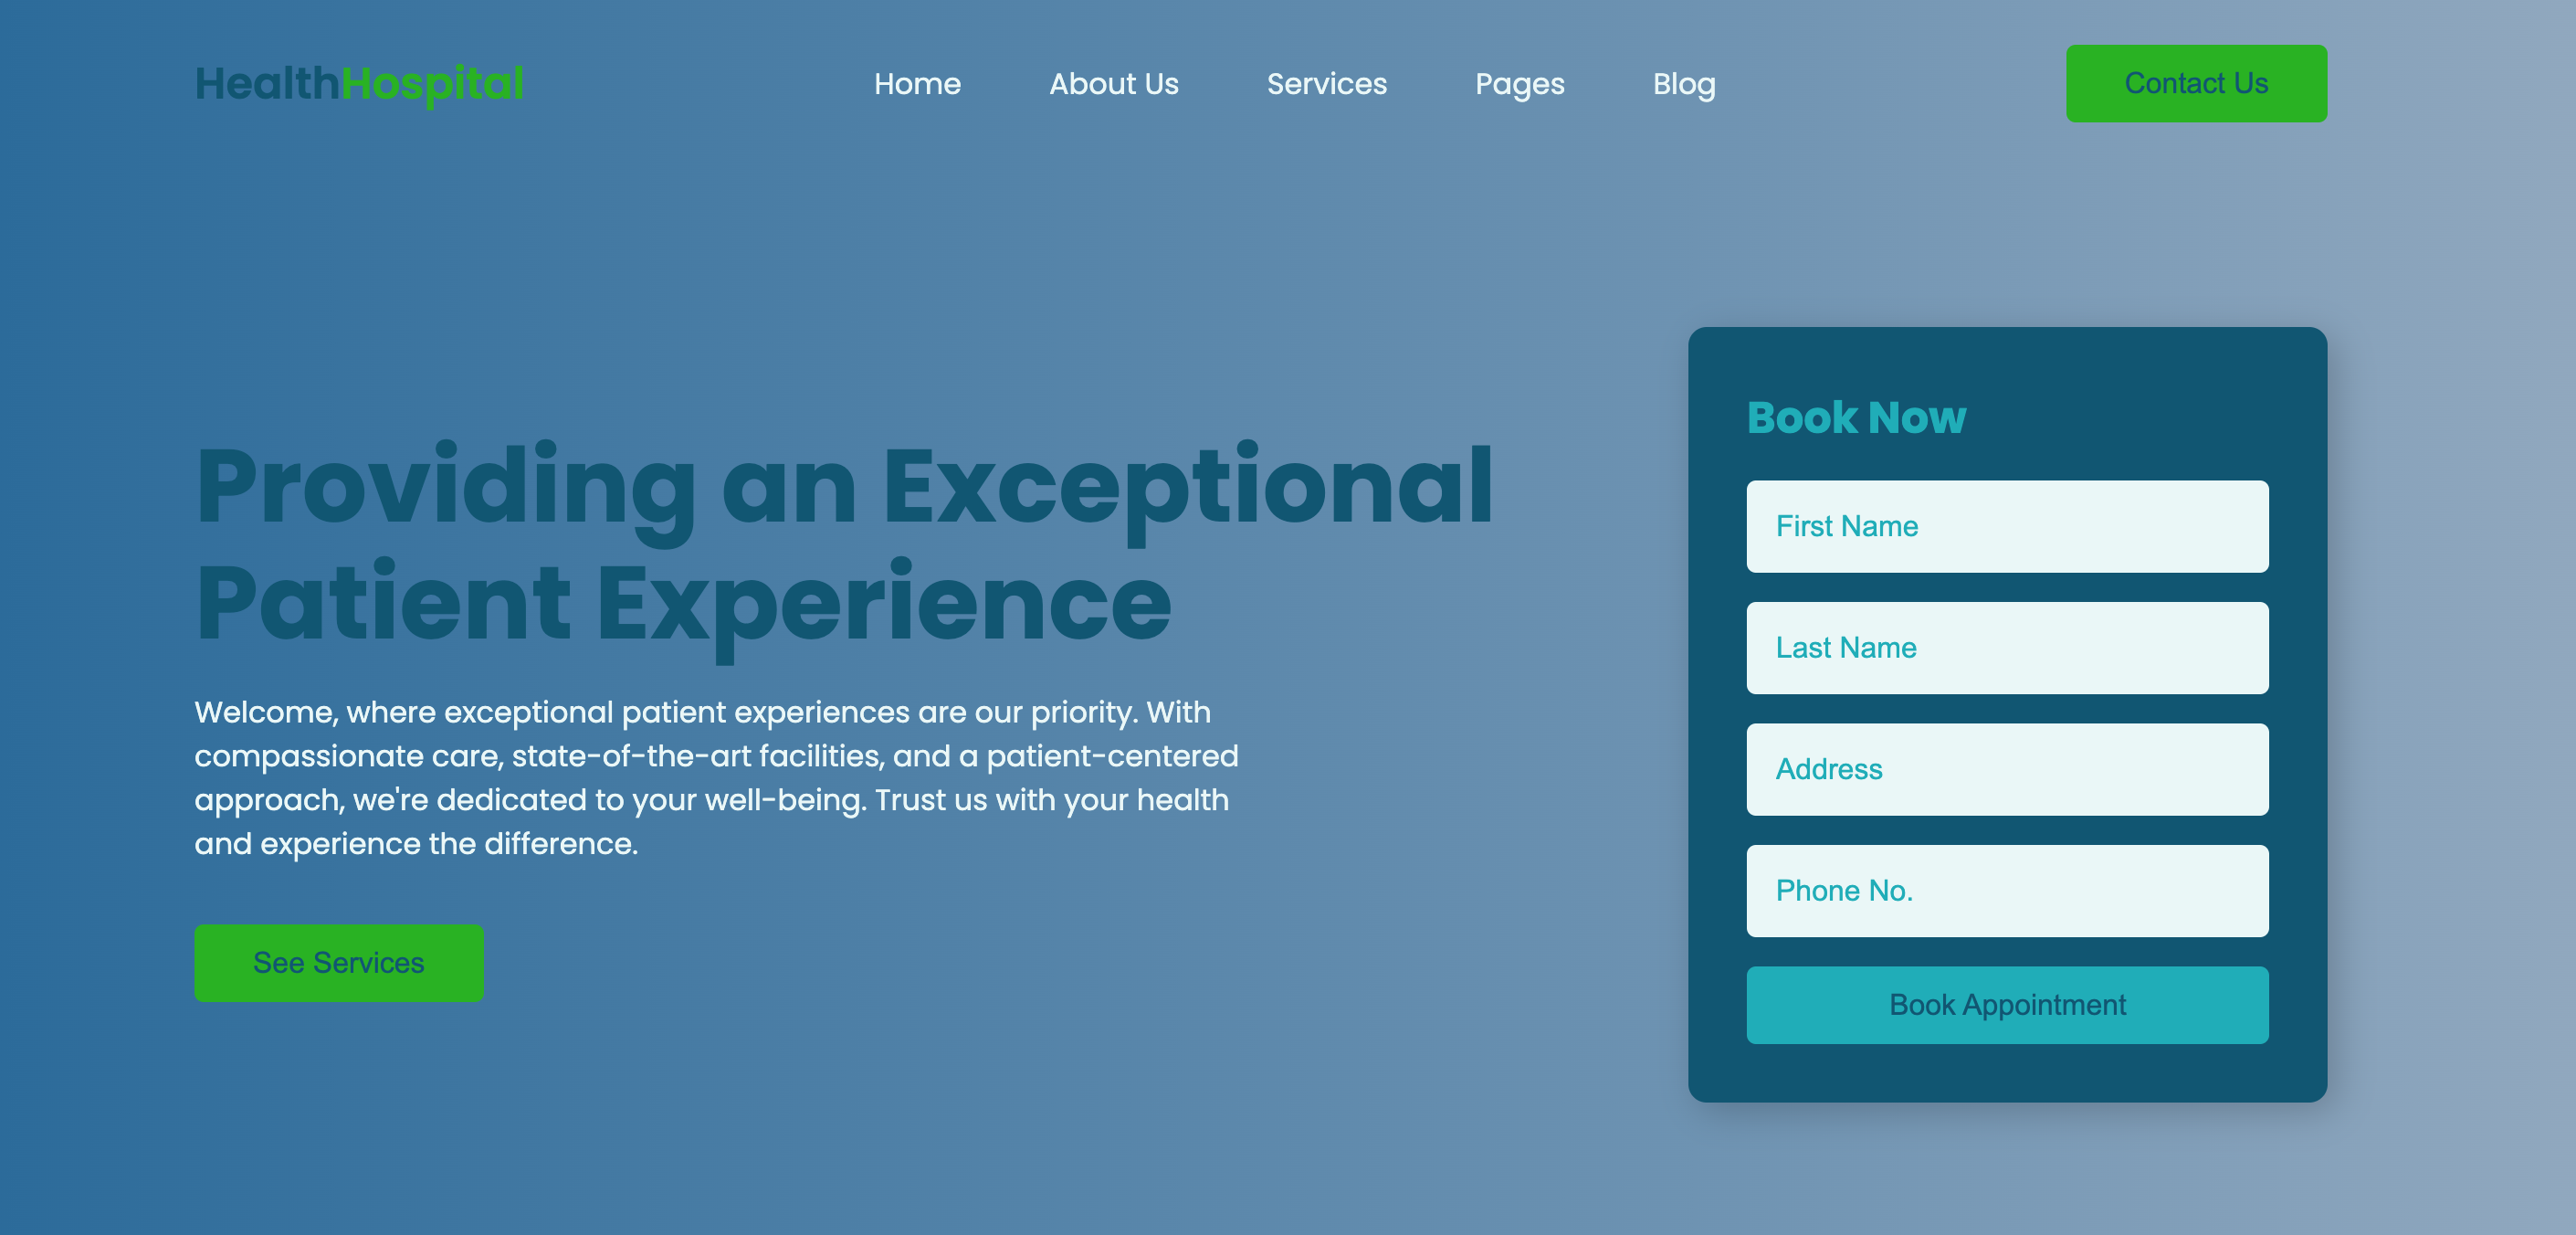 HealthHospital
Home
About Us
Services
Pages
Blog
Contact Us
Providing an Exceptional
Patient Experience
Welcome, where exceptional patient experiences are our priority. With
compassionate care, state-of-the-art facilities, and a patient-centered
approach, we're dedicated to your well-being. Trust us with your health
and experience the difference.
See Services
Book Now
First Name
Last Name
Address
Phone No.
Book Appointment